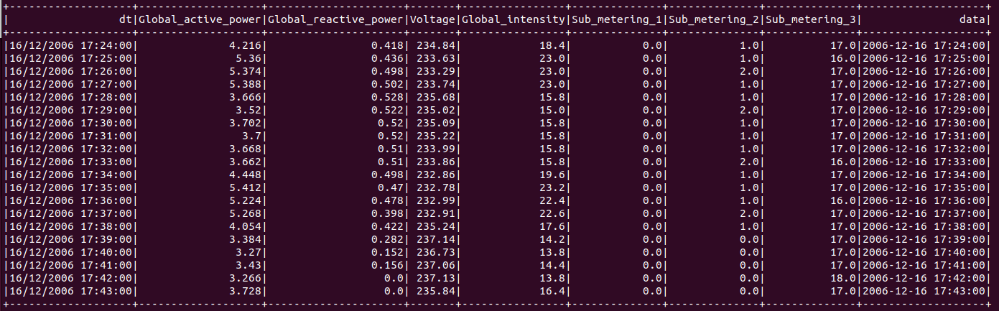 +-------------------+-------------------+---------------------+-------+----------------+--------------+--------------+--------------+-------------------+
|                 dt|Global_active_power|Global_reactive_power|Voltage|Global_intensity|Sub_metering_1|Sub_metering_2|Sub_metering_3|               data|
+-------------------+-------------------+---------------------+-------+----------------+--------------+--------------+--------------+-------------------+
|16/12/2006 17:24:00|              4.216|                0.418| 234.84|            18.4|           0.0|           1.0|          17.0|2006-12-16 17:24:00|
|16/12/2006 17:25:00|               5.36|                0.436| 233.63|            23.0|           0.0|           1.0|          16.0|2006-12-16 17:25:00|
|16/12/2006 17:26:00|              5.374|                0.498| 233.29|            23.0|           0.0|           2.0|          17.0|2006-12-16 17:26:00|
|16/12/2006 17:27:00|              5.388|                0.502| 233.74|            23.0|           0.0|           1.0|          17.0|2006-12-16 17:27:00|
|16/12/2006 17:28:00|              3.666|                0.528| 235.68|            15.8|           0.0|           1.0|          17.0|2006-12-16 17:28:00|
|16/12/2006 17:29:00|               3.52|                0.522| 235.02|            15.0|           0.0|           2.0|          17.0|2006-12-16 17:29:00|
|16/12/2006 17:30:00|              3.702|                 0.52| 235.09|            15.8|           0.0|           1.0|          17.0|2006-12-16 17:30:00|
|16/12/2006 17:31:00|                3.7|                 0.52| 235.22|            15.8|           0.0|           1.0|          17.0|2006-12-16 17:31:00|
|16/12/2006 17:32:00|              3.668|                 0.51| 233.99|            15.8|           0.0|           1.0|          17.0|2006-12-16 17:32:00|
|16/12/2006 17:33:00|              3.662|                 0.51| 233.86|            15.8|           0.0|           2.0|          16.0|2006-12-16 17:33:00|
|16/12/2006 17:34:00|              4.448|                0.498| 232.86|            19.6|           0.0|           1.0|          17.0|2006-12-16 17:34:00|
|16/12/2006 17:35:00|              5.412|                 0.47| 232.78|            23.2|           0.0|           1.0|          17.0|2006-12-16 17:35:00|
|16/12/2006 17:36:00|              5.224|                0.478| 232.99|            22.4|           0.0|           1.0|          16.0|2006-12-16 17:36:00|
|16/12/2006 17:37:00|              5.268|                0.398| 232.91|            22.6|           0.0|           2.0|          17.0|2006-12-16 17:37:00|
|16/12/2006 17:38:00|              4.054|                0.422| 235.24|            17.6|           0.0|           1.0|          17.0|2006-12-16 17:38:00|
|16/12/2006 17:39:00|              3.384|                0.282| 237.14|            14.2|           0.0|           0.0|          17.0|2006-12-16 17:39:00|
|16/12/2006 17:40:00|               3.27|                0.152| 236.73|            13.8|           0.0|           0.0|          17.0|2006-12-16 17:40:00|
|16/12/2006 17:41:00|               3.43|                0.156| 237.06|            14.4|           0.0|           0.0|          17.0|2006-12-16 17:41:00|
|16/12/2006 17:42:00|              3.266|                  0.0| 237.13|            13.8|           0.0|           0.0|          18.0|2006-12-16 17:42:00|
|16/12/2006 17:43:00|              3.728|                  0.0| 235.84|            16.4|           0.0|           0.0|          17.0|2006-12-16 17:43:00|
+-------------------+-------------------+---------------------+-------+----------------+--------------+--------------+--------------+-------------------+